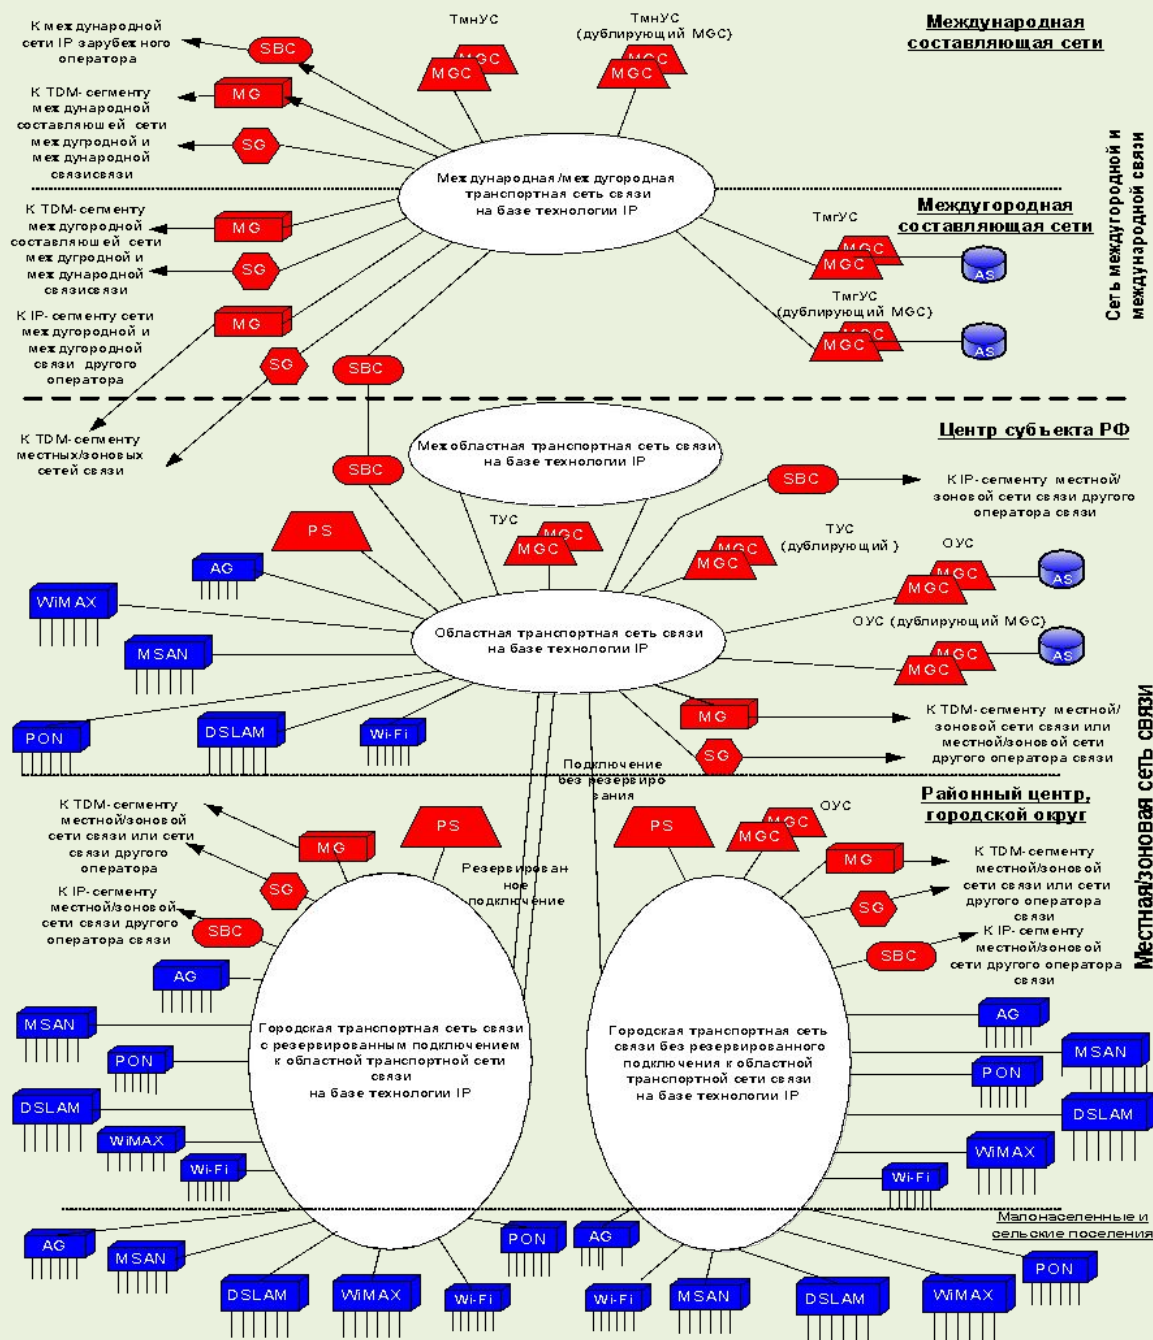 К международной
сети IP зарубежного
оператора
SBC
ТмнУС
MGC
MGC
ТмнУС
(дублирующий MGC)
MGC
MGC
Международная
составляющая сети
К TDM-сегменту
международной
составляюшей сети
междугродной и
международной
связисвязи
MG
SG
Международная/междугородная
транспортная сеть связи
на базе технологии IP
Сеть междугородной и
международной связи
К TDM-сегменту
междугородной
составляюшей сети
междугродной и
международной
связисвязи
MG
SG
Междугородная
составляющая сети
ТмгУС
MGC
MGC
AS
ТмгУС
(дублирующий MGC)
MGC
MGC
AS
К IP-сегменту сети
междугородной и
междугородной
связи другого
оператора
MG
SG
SBC
К TDM-сегменту
местных/зоновых
сетей связи
SBC
Межобластная транспортная сеть связи
на базе технологии IP
Центр субъекта РФ
SBC
К IP-сегменту местной/
зоновой сети связи другого
оператора связи
PS
ТУС
MGC
MGC
ТУС
(дублирующий )
MGC
MGC
ОУС
MGC
MGC
AS
ОУС (дублирующий MGC)
MGC
MGC
AS
AG
WiMAX
MSAN
Областная транспортная сеть связи
на базе технологии IP
PON
DSLAM
Wi-Fi
MG
SG
К TDM-сегменту местной/
зоновой сети связи или
местной/зоновой сети
другого оператора связи
Местная/зоновая сеть связи
Подключение
без резервиро
вания
К TDM-сегменту
местной/зоновой
сети связи или сети
связи другого
оператора
MG
SG
PS
Резервирован
ное
подключение
PS
ОУС
MGC
MGC
Районный центр,
городской округ
MG
SG
К TDM-сегменту
местной/зоновой
сети связи или сети
другого оператора
связи
К IP-сегменту
местной/зоновой
сети связи другого
оператора связи
SBC
SBC
К IP-сегменту
местной/зоновой
сети другого оператора
связи
AG
MSAN
PON
DSLAM
WiMAX
Wi-Fi
Городская транспортная сеть связи
с резервированным подключением
к областной транспортной сети
связи
на базе технологии IP
Городская транспортная сеть
связи без резервированного
подключения к областной
транспортной сети связи
на базе технологии IP
AG
MSAN
PON
DSLAM
WiMAX
Wi-Fi
Малонаселенные и
сельские поселения
AG
MSAN
DSLAM
WiMAX
Wi-Fi
PON
AG
Wi-Fi
MSAN
DSLAM
WiMAX
PON